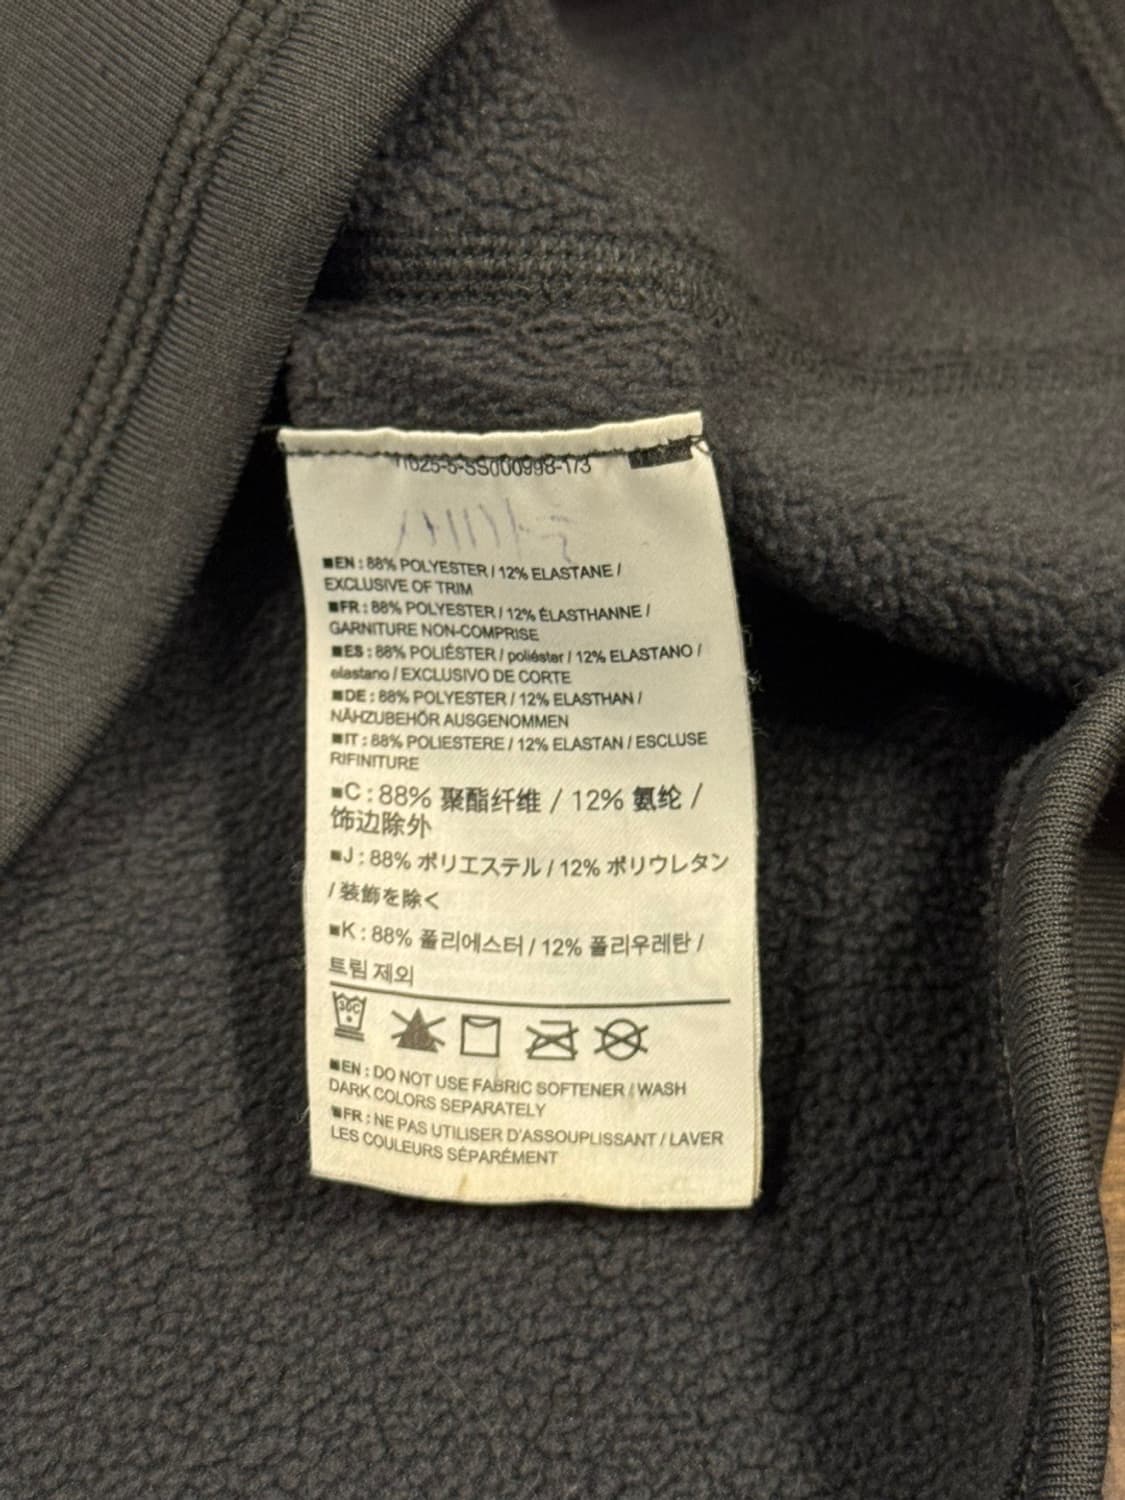 ■EN : 88% POLYESTER / 12% ELASTANE /
EXCLUSIVE OF TRIM
■FR : 88% POLYESTER / 12% ÉLASTHANNE /
GARNITURE NON-COMPRISE
■ES : 88% POLIÉSTER / poliéster / 12% ELASTANO /
elastano / EXCLUSIVO DE CORTE
■DE : 88% POLYESTER / 12% ELASTHAN /
NÄHZUBEHÖR AUSGENOMMEN
■IT : 88% POLIESTERE / 12% ELASTAN / ESCLUSE
RIFINITURE
■C : 88% 聚酯纤维 / 12% 氨纶 /
饰边除外
■J : 88% ポリエステル / 12% ポリウレタン
/ 装飾を除く
■K : 88% 폴리에스터 / 12% 폴리우레탄 /
트림 제외
30C
■EN : DO NOT USE FABRIC SOFTENER / WASH
DARK COLORS SEPARATELY
■FR : NE PAS UTILISER D'ASSOUPLISSANT / LAVER
LES COULEURS SÉPARÉMENT